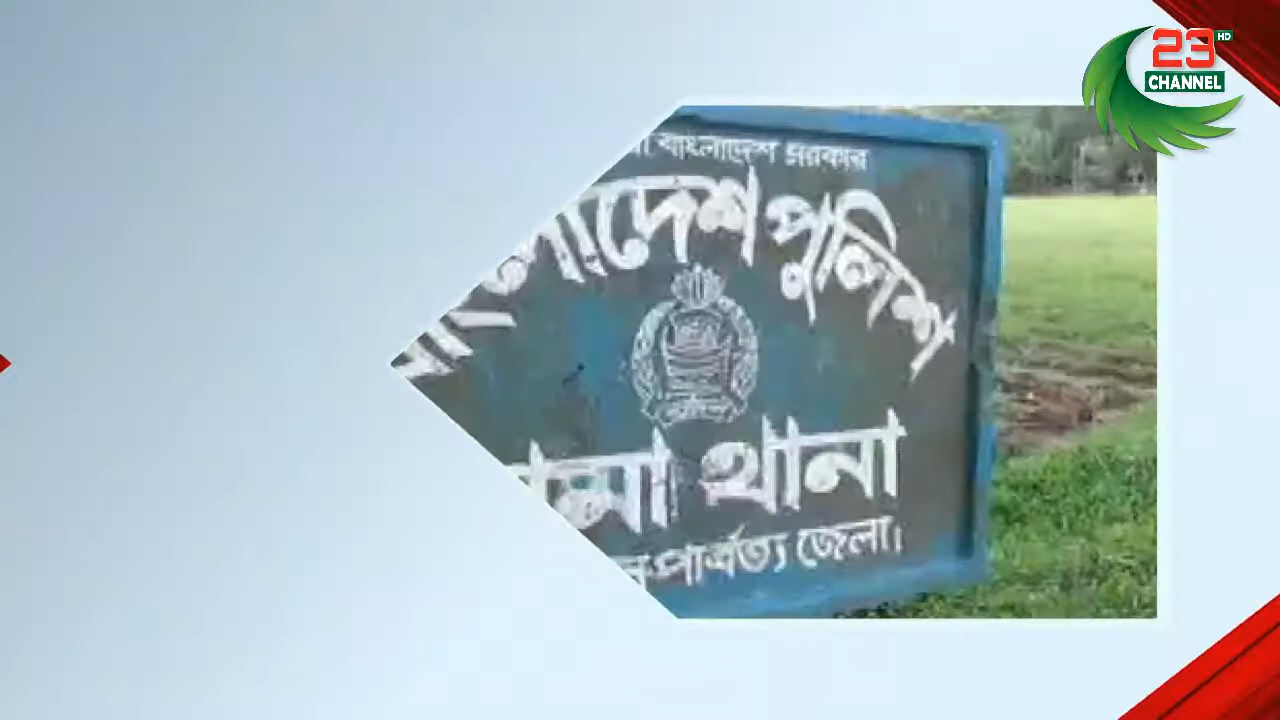 23 HD
CHANNEL
বাংলাদেশ সরকার
বাংলাদেশ পুলিশ
থানা
পার্বত্য জেলা।